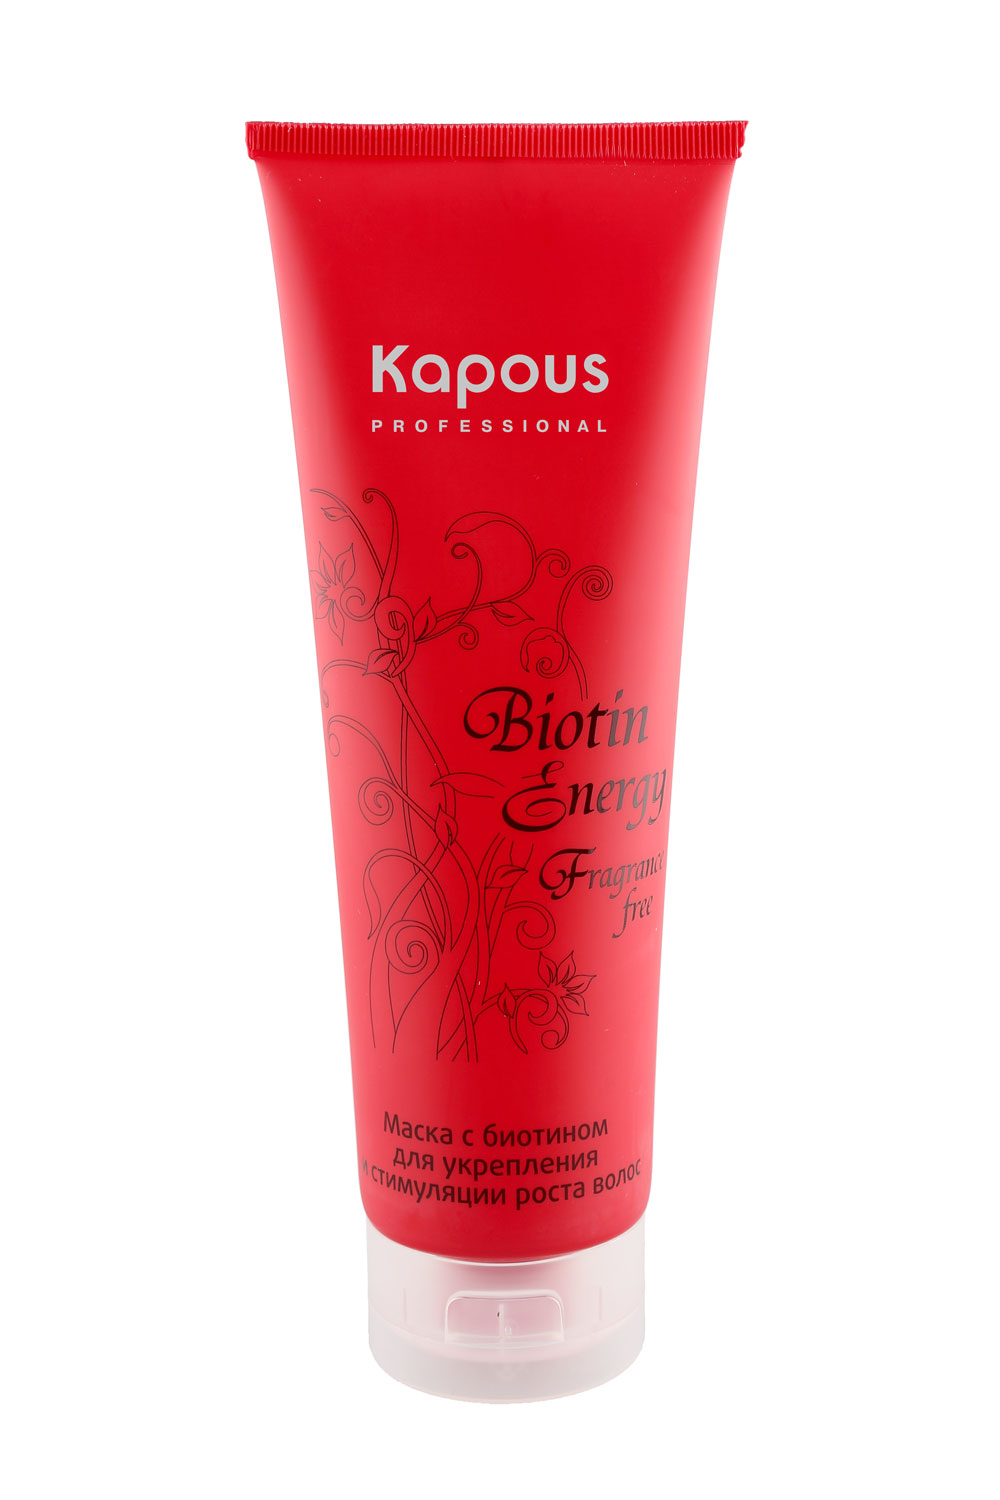 Kapous
PROFESSIONAL
Biotin
Energy
Fragrance
free
Маска с биотином
для укрепления
и стимуляции роста волос